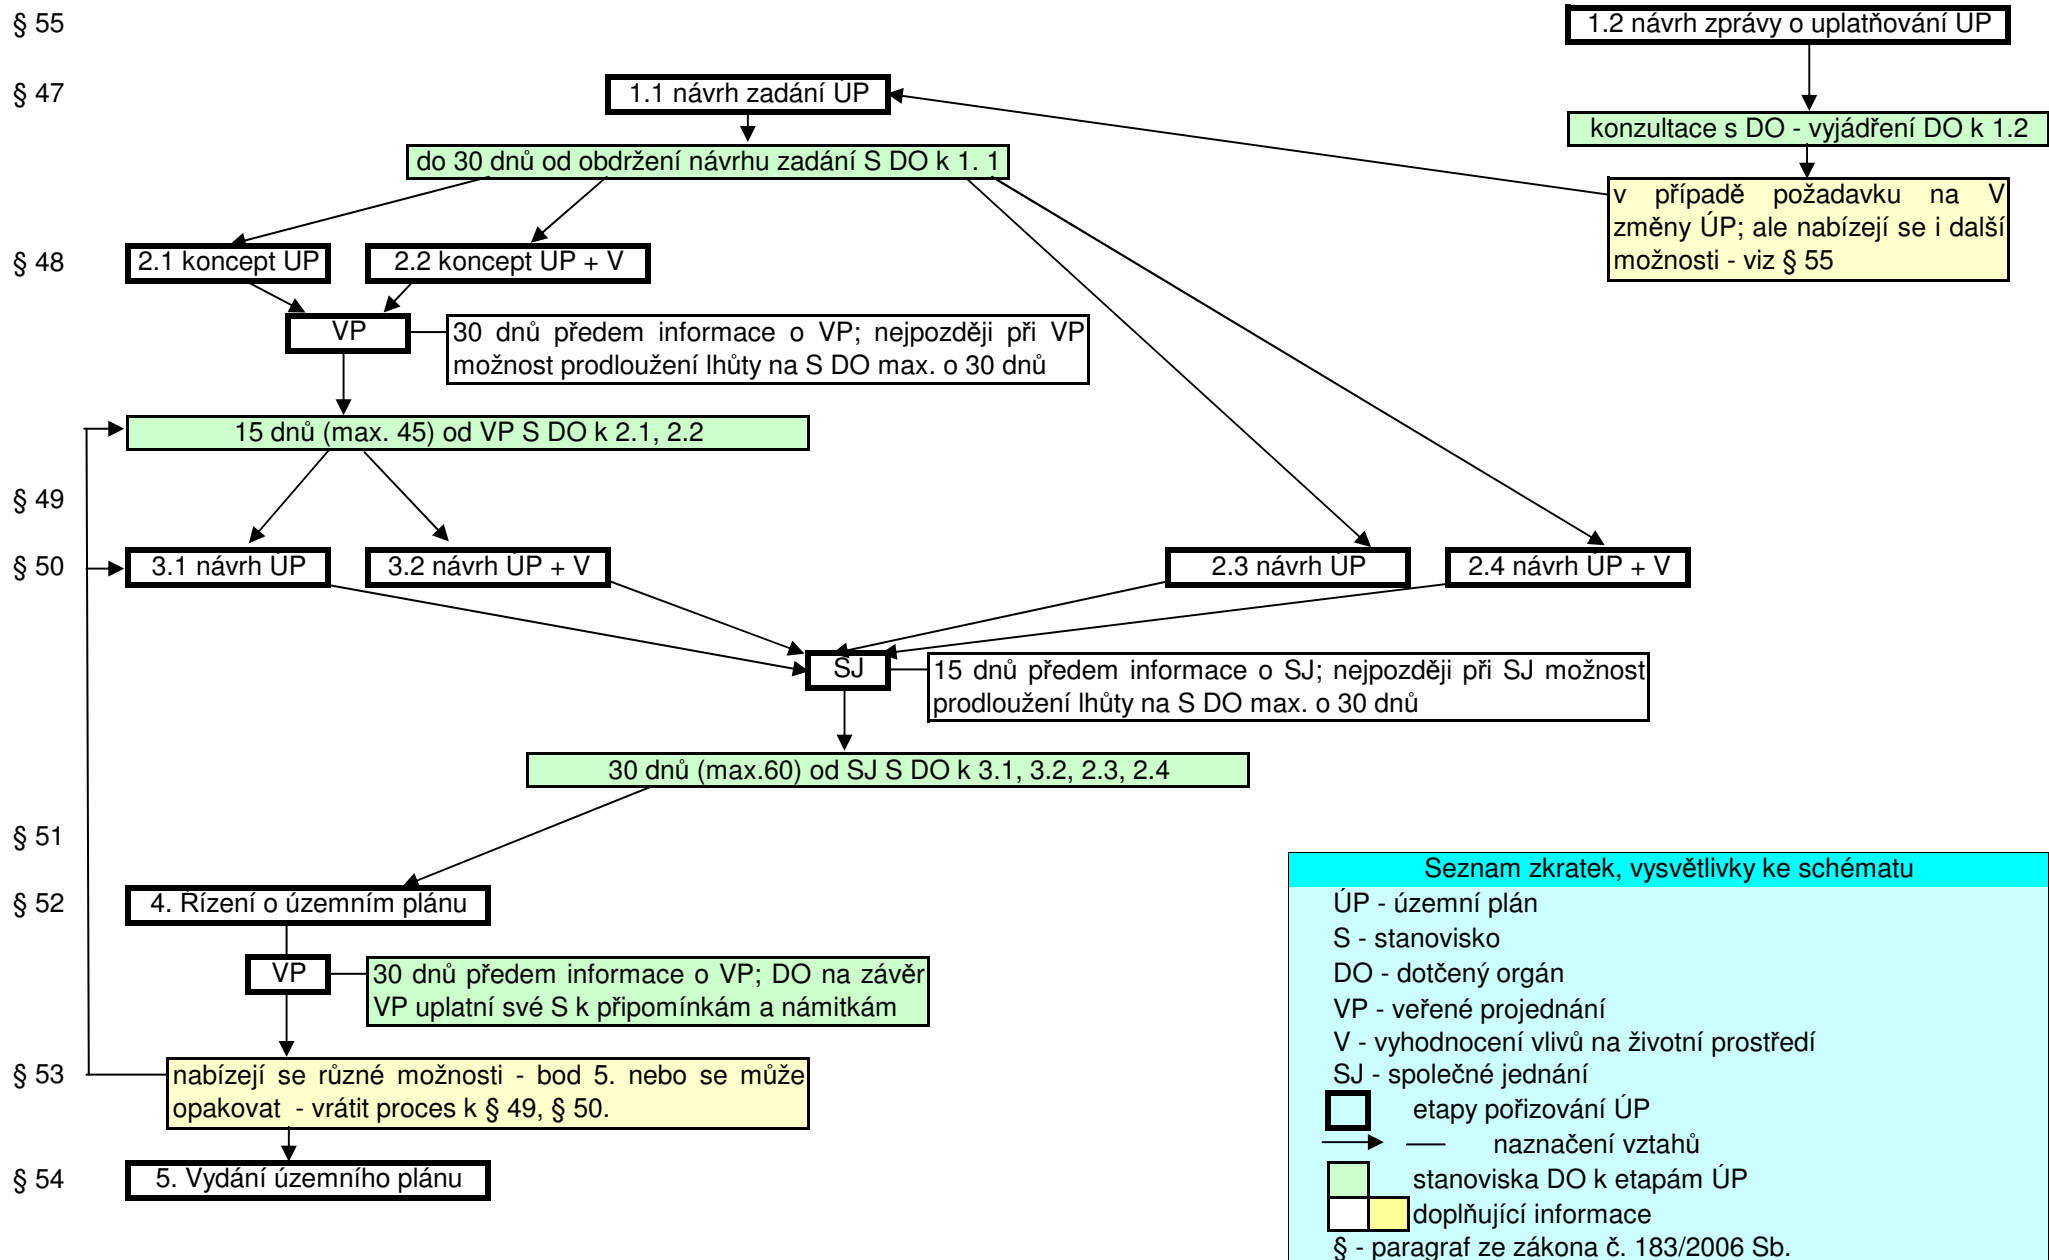 § 55
1.2 návrh zprávy o uplatňování ÚP
§ 47
1.1 návrh zadání ÚP
konzultace s DO - vyjádření DO k 1.2
do 30 dnů od obdržení návrhu zadání S DO k 1. 1
v případě požadavku na V
změny ÚP; ale nabízejí se i další
možnosti - viz § 55
§ 48
2.1 koncept ÚP
2.2 koncept ÚP + V
VP
30 dnů předem informace o VP; nejpozději při VP
možnost prodloužení lhůty na S DO max. o 30 dnů
15 dnů (max. 45) od VP S DO k 2.1, 2.2
§ 49
§ 50
3.1 návrh ÚP
3.2 návrh ÚP + V
2.3 návrh ÚP
2.4 návrh ÚP + V
SJ
15 dnů předem informace o SJ; nejpozději při SJ možnost
prodloužení lhůty na S DO max. o 30 dnů
30 dnů (max.60) od SJ S DO k 3.1, 3.2, 2.3, 2.4
§ 51
§ 52
4. Řízení o územním plánu
VP
30 dnů předem informace o VP; DO na závěr
VP uplatní své S k připomínkám a námitkám
§ 53
nabízejí se různé možnosti - bod 5. nebo se může
opakovat - vrátit proces k § 49, § 50.
§ 54
5. Vydání územního plánu
Seznam zkratek, vysvětlivky ke schématu
ÚP - územní plán
S - stanovisko
DO - dotčený orgán
VP - veřené projednání
V - vyhodnocení vlivů na životní prostředí
SJ - společné jednání
etapy pořizování ÚP
naznačení vztahů
stanoviska DO k etapám ÚP
doplňující informace
§ - paragraf ze zákona č. 183/2006 Sb.